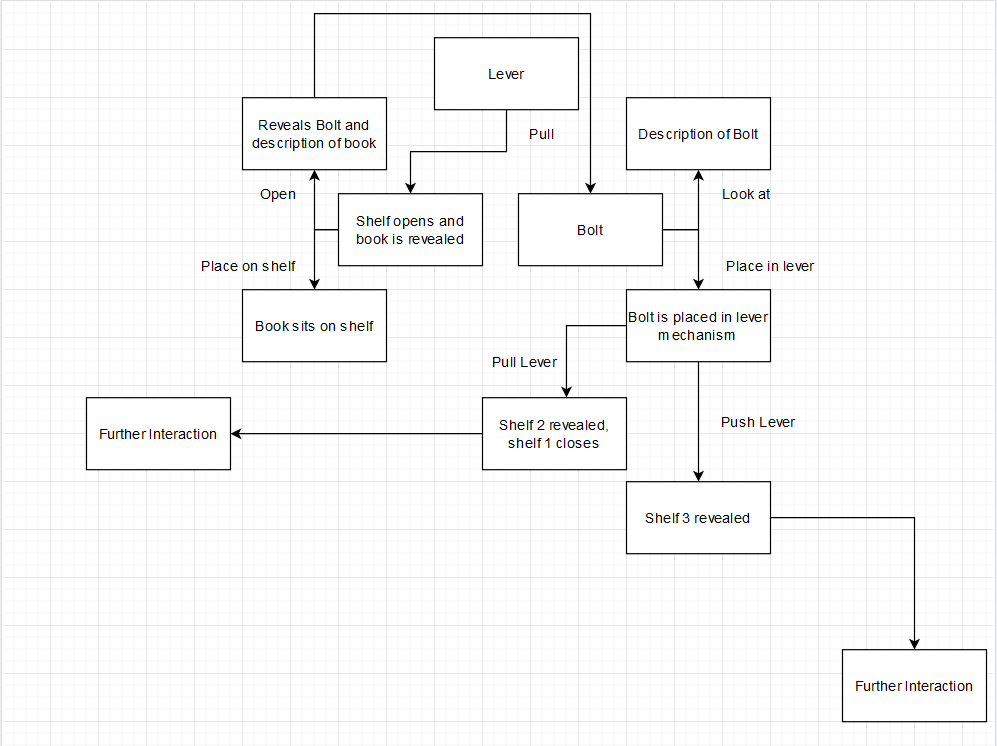 Lever
Reveals Bolt and
description of book
Pull
Description of Bolt
Open
Look at
Shelf opens and
book is revealed
Bolt
Place on shelf
Place in lever
Book sits on shelf
Bolt is placed in lever
mechanism
Pull Lever
Shelf 2 revealed,
shelf 1 closes
Push Lever
Further Interaction
Shelf 3 revealed
Further Interaction